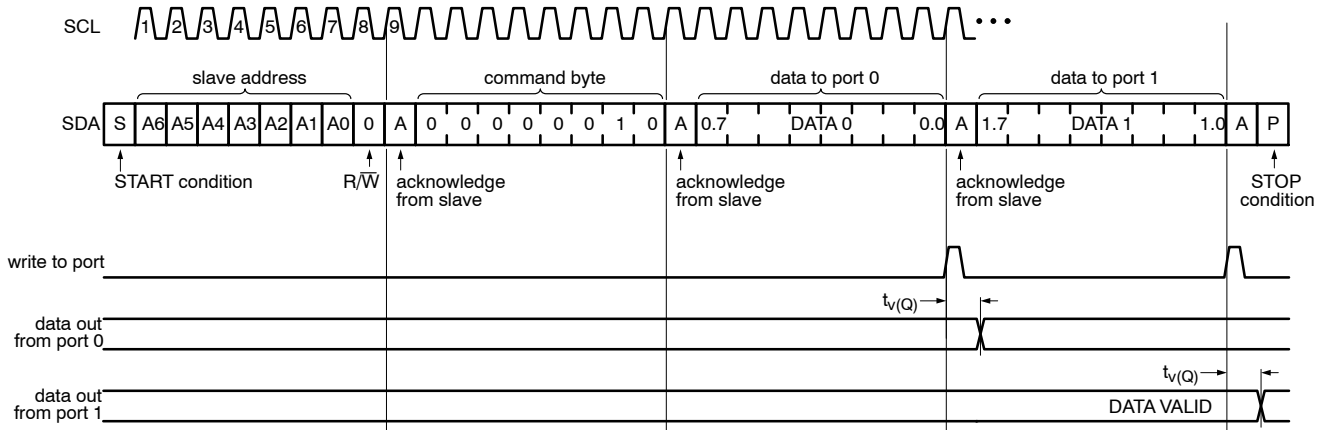 SCL 1 2 3 4 5 6 7 8 9 •••
slave address command byte data to port 0 data to port 1
SDA S A6 A5 A4 A3 A2 A1 A0 0 A 0 0 0 0 0 0 1 0 A 0.7 DATA 0 0.0 A 1.7 DATA 1 1.0 A P
START condition R/W̅ acknowledge acknowledge acknowledge STOP
from slave from slave from slave condition
write to port
tv(Q)
data out
from port 0
tv(Q)
data out
from port 1 DATA VALID